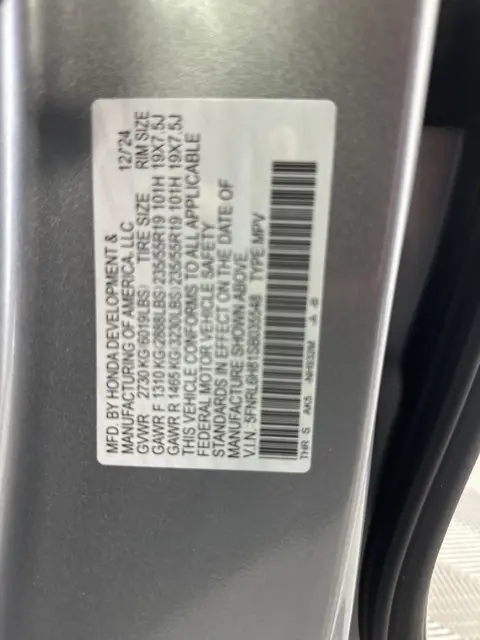 MFD. BY HONDA DEVELOPMENT &
MANUFACTURING OF AMERICA, LLC 12/24
GVWR 2730 KG-6019LBS TIRE SIZE RIM SIZE
GAWR F 1310 KG-2888LBS 235/55R19 101H 19X7.5J
GAWR R 1465 KG-3230LBS 235/55R19 101H 19X7.5J
THIS VEHICLE CONFORMS TO ALL APPLICABLE
FEDERAL MOTOR VEHICLE SAFETY
STANDARDS IN EFFECT ON THE DATE OF
MANUFACTURE SHOWN ABOVE.
V.I.N. 5FNRL6H81SB035548 TYPE MPV
THR S AK5